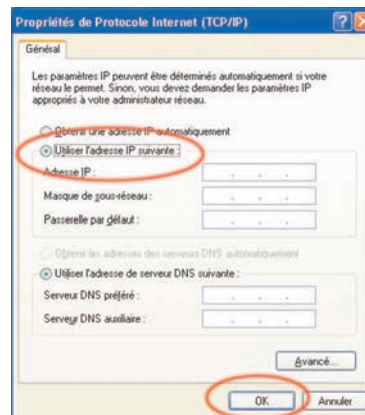 Propriétés de Protocole Internet (TCP/IP)
Général
Les paramètres IP peuvent être déterminés automatiquement si votre
réseau le permet. Sinon, vous devez demander les paramètres IP
appropriés à votre administrateur réseau.
Obtenir une adresse IP automatiquement
Utiliser l'adresse IP suivante :
Adresse IP :
Masque de sous-réseau :
Passerelle par défaut :
Obtenir les adresses des serveurs DNS automatiquement
Utiliser l'adresse de serveur DNS suivante :
Serveur DNS préféré :
Serveur DNS auxiliaire :
Avancé...
OK Annuler